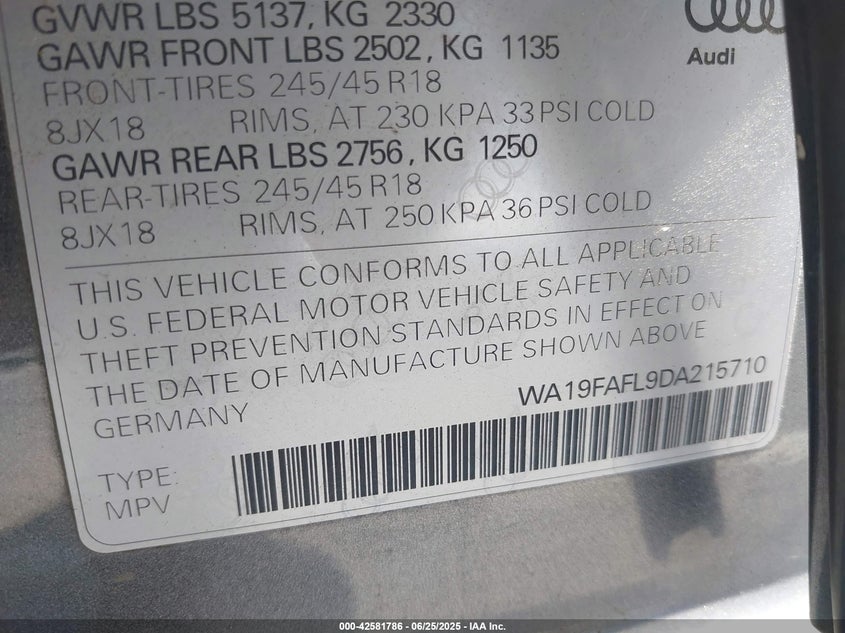 GVWR LBS 5137, KG 2330
GAWR FRONT LBS 2502, KG 1135
FRONT-TIRES 245/45 R18
8JX18 RIMS, AT 230 KPA 33 PSI COLD
GAWR REAR LBS 2756, KG 1250
REAR-TIRES 245/45 R18
8JX18 RIMS, AT 250 KPA 36 PSI COLD
Audi
THIS VEHICLE CONFORMS TO ALL APPLICABLE
U.S. FEDERAL MOTOR VEHICLE SAFETY AND
THEFT PREVENTION STANDARDS IN EFFECT ON
THE DATE OF MANUFACTURE SHOWN ABOVE
GERMANY
WA19FAFL9DA215710
TYPE:
MPV
000-42581786 - 06/25/2025 - IAA Inc.